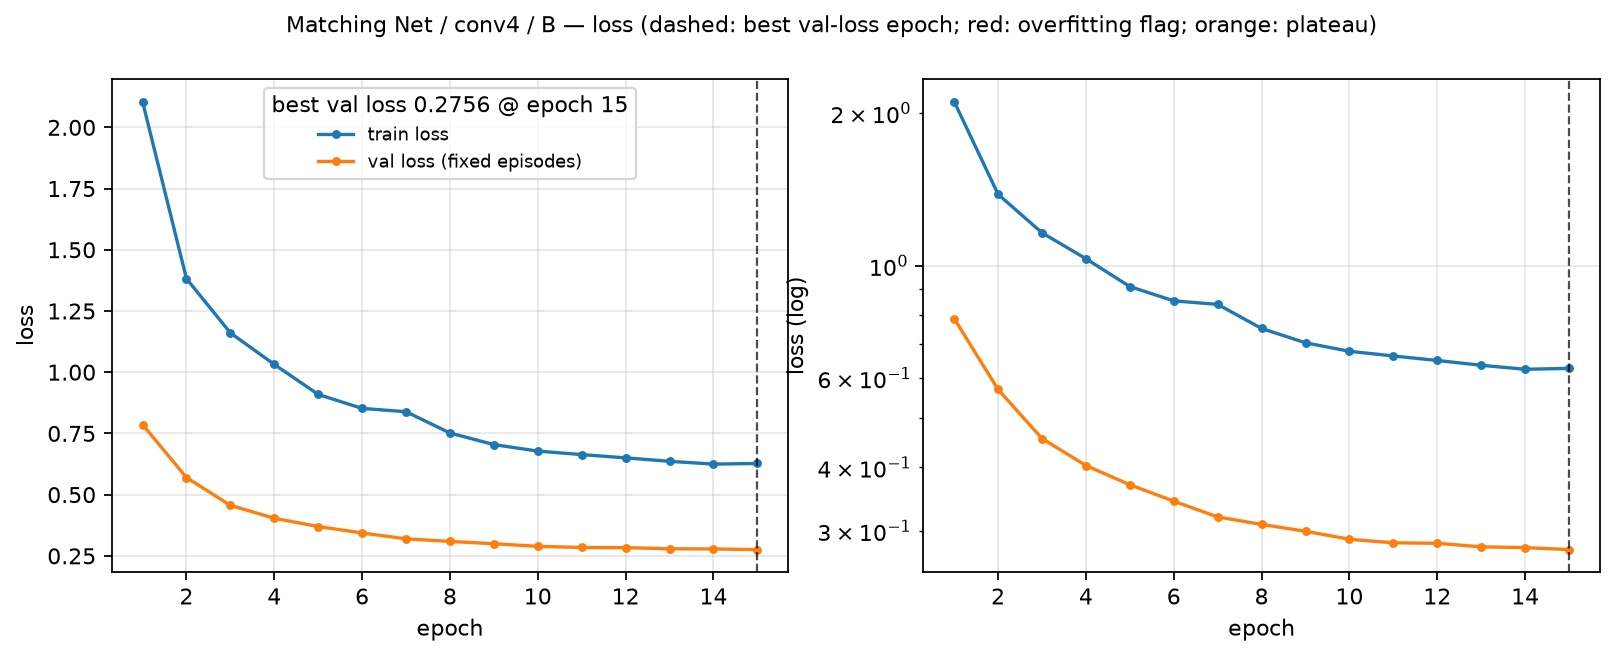 Matching Net / conv4 / B — loss (dashed: best val-loss epoch; red: overfitting flag; orange: plateau)
best val loss 0.2756 @ epoch 15
train loss
val loss (fixed episodes)
loss
2.00
1.75
1.50
1.25
1.00
0.75
0.50
0.25
2 4 6 8 10 12 14
epoch
loss (log)
2 × 10⁰
10⁰
6 × 10⁻¹
4 × 10⁻¹
3 × 10⁻¹
2 4 6 8 10 12 14
epoch